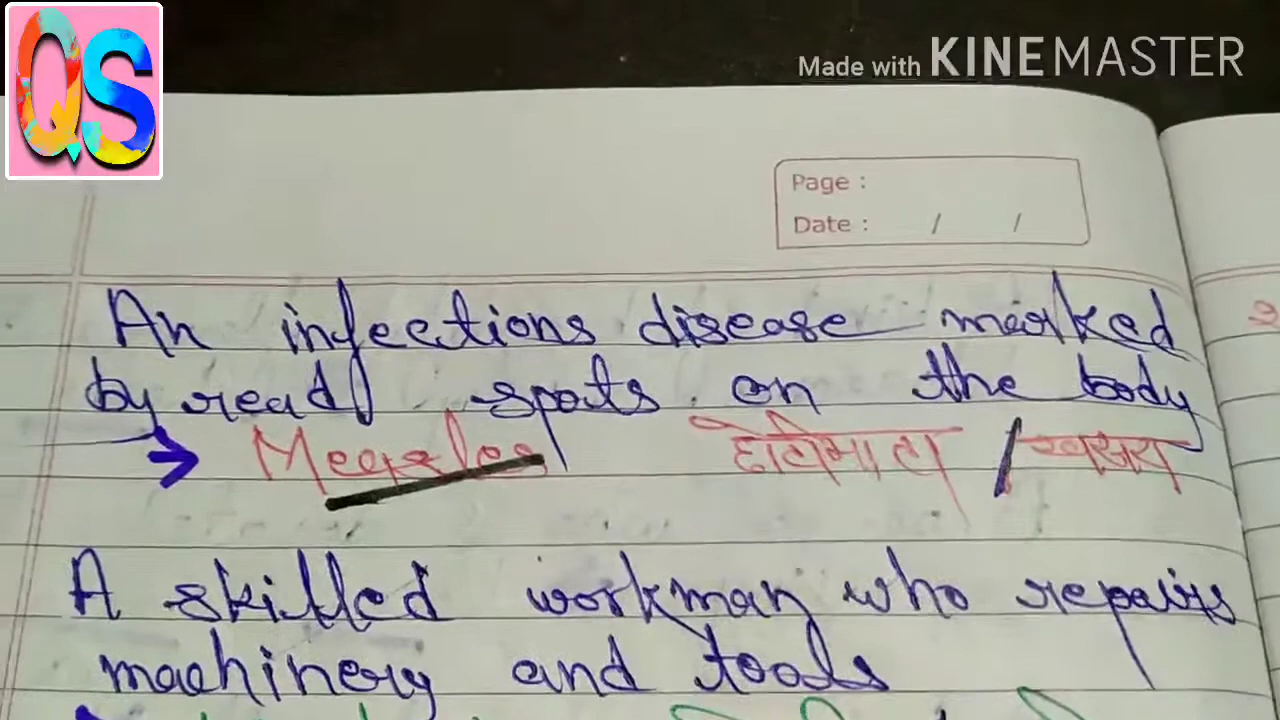 QS
Made with KINEMASTER
Page :
Date : / /
An infections disease marked
by read spots on the body
→ Measles / खसरा
A skilled workman who repairs
machinery and tools